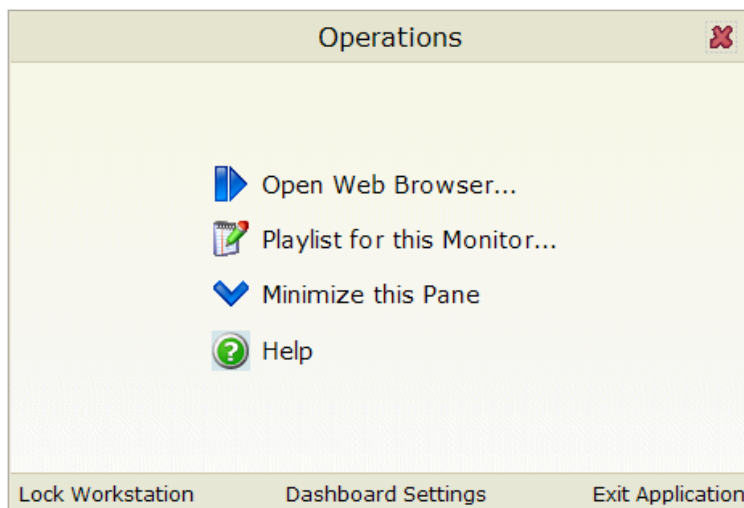 Operations
Open Web Browser...
Playlist for this Monitor...
Minimize this Pane
Help
Lock Workstation Dashboard Settings Exit Application